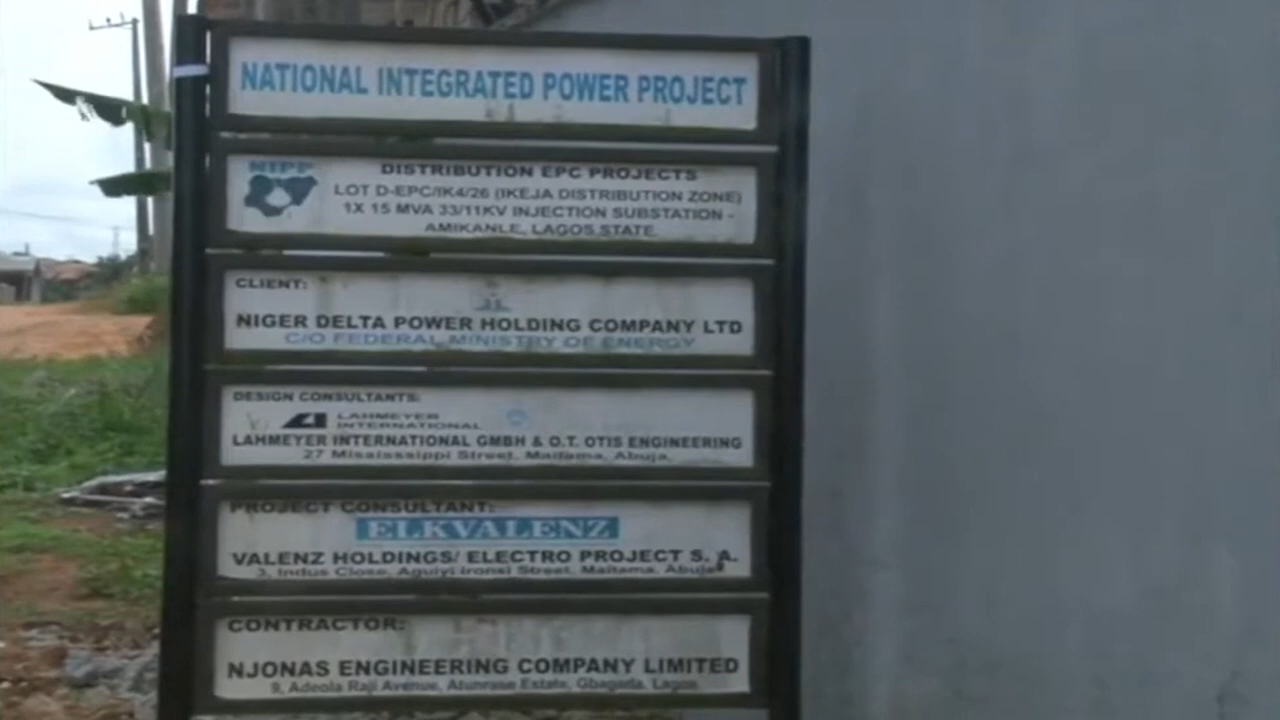 NATIONAL INTEGRATED POWER PROJECT
NIPP
DISTRIBUTION EPC PROJECTS
LOT D-EPC/IK4/26 (IKEJA DISTRIBUTION ZONE)
1X 15 MVA 33/11KV INJECTION SUBSTATION -
AMIKANLE, LAGOS STATE.
CLIENT:
NIGER DELTA POWER HOLDING COMPANY LTD
C/O FEDERAL MINISTRY OF ENERGY
DESIGN CONSULTANTS:
LAHMEYER
INTERNATIONAL
LAHMEYER INTERNATIONAL GMBH & O.T. OTIS ENGINEERING
27 Mississippi Street, Maitama, Abuja.
PROJECT CONSULTANT:
ELKVALENZ
VALENZ HOLDINGS/ ELECTRO PROJECT S. A.
3, Indus Close, Aguiyi Ironsi Street, Maitama, Abuja
CONTRACTOR:
NJONAS ENGINEERING COMPANY LIMITED
9, Adeola Raji Avenue, Atunrase Estate, Gbagada, Lagos.